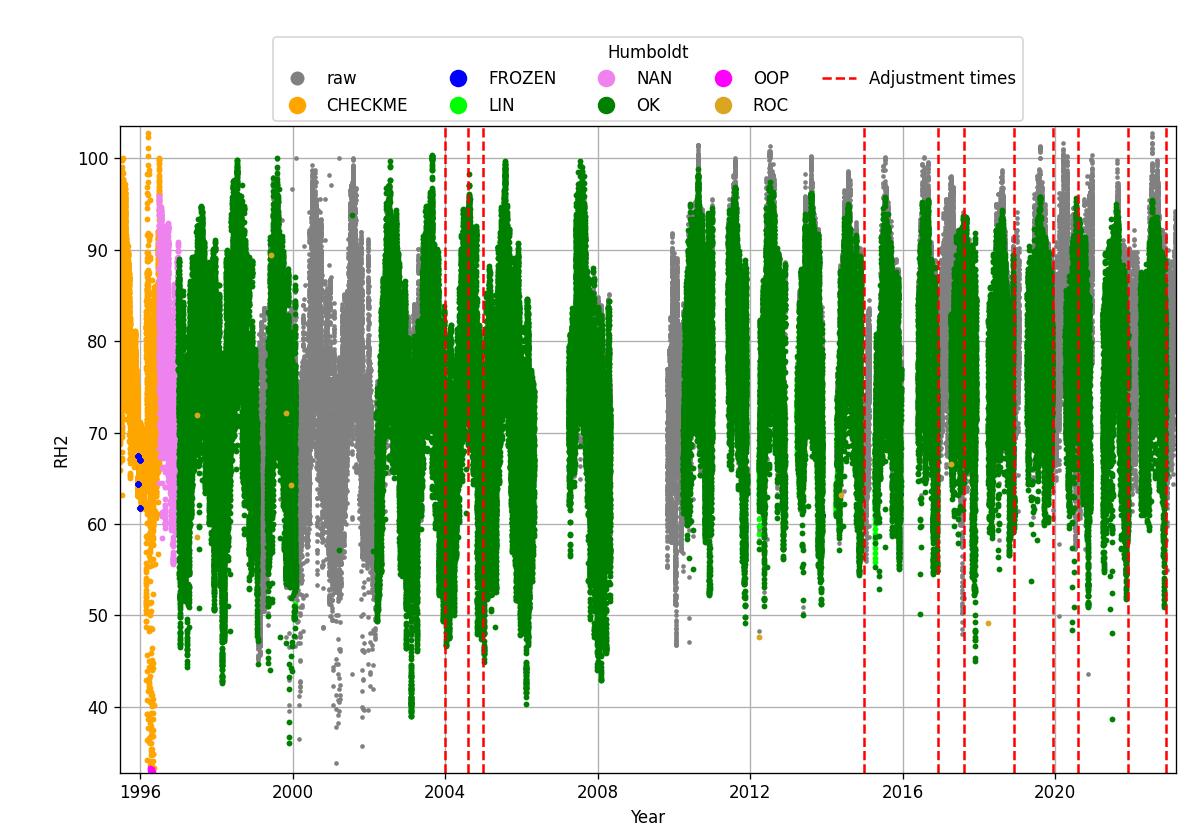 Humboldt
raw FROZEN NAN OOP Adjustment times
CHECKME LIN OK ROC
100
90
80
70
60
50
40
RH2
1996 2000 2004 2008 2012 2016 2020
Year